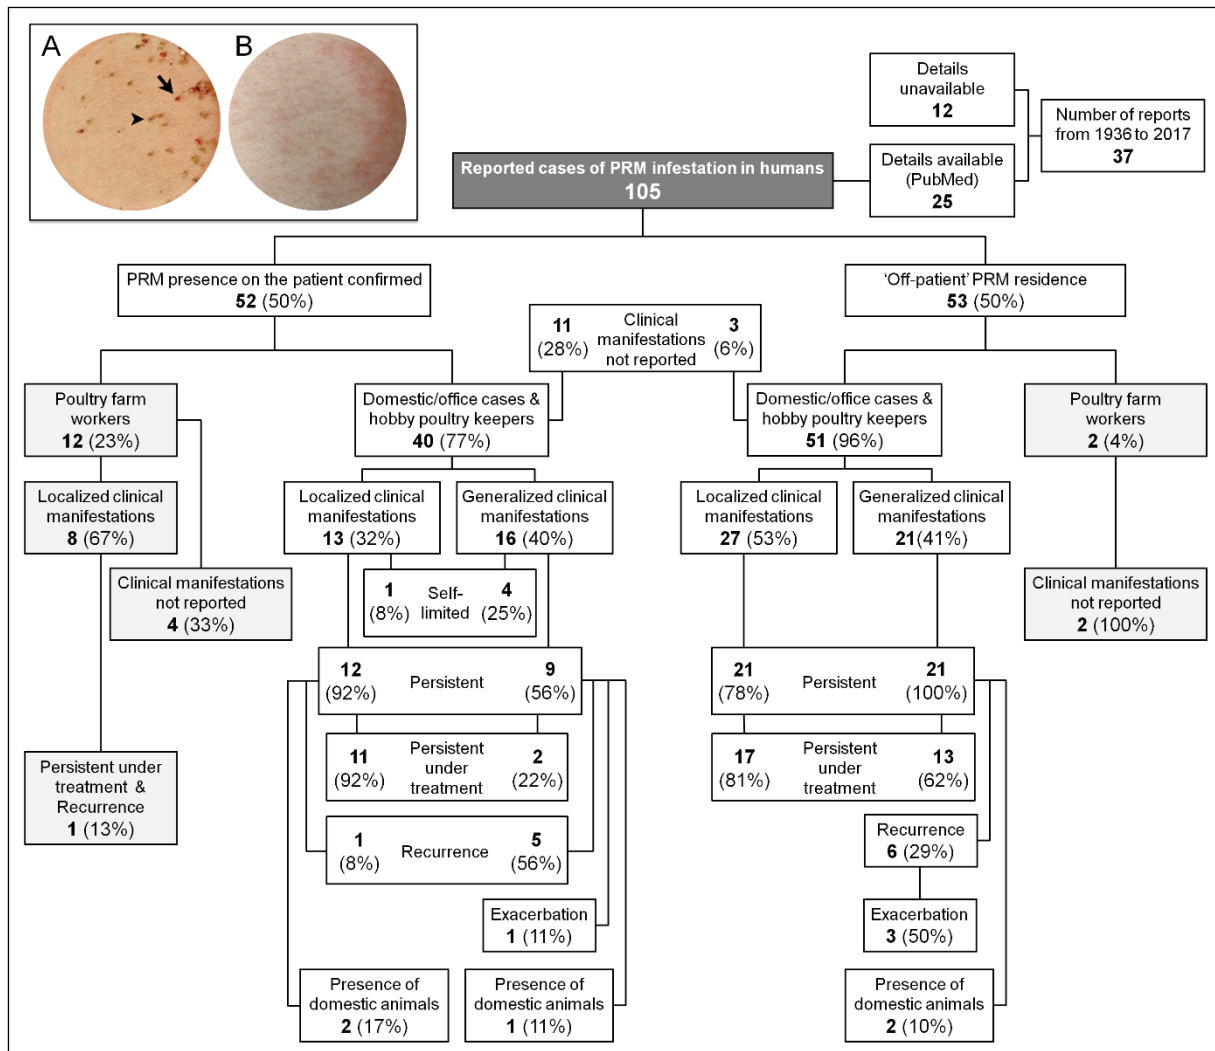 A
B
Details
unavailable
12
Number of reports
from 1936 to 2017
37
Details available
(PubMed)
25
Reported cases of PRM infestation in humans
105
PRM presence on the patient confirmed
52 (50%)
'Off-patient' PRM residence
53 (50%)
11
(28%)
Clinical
manifestations
not reported
3
(6%)
Poultry farm
workers
12 (23%)
Domestic/office cases &
hobby poultry keepers
40 (77%)
Domestic/office cases &
hobby poultry keepers
51 (96%)
Poultry farm
workers
2 (4%)
Localized clinical
manifestations
8 (67%)
Localized clinical
manifestations
13 (32%)
Generalized clinical
manifestations
16 (40%)
Localized clinical
manifestations
27 (53%)
Generalized clinical
manifestations
21(41%)
Clinical manifestations
not reported
4 (33%)
1
(8%)
Self-
limited
4
(25%)
Clinical manifestations
not reported
2 (100%)
12
(92%)
Persistent
9
(56%)
21
(78%)
Persistent
21
(100%)
11
(92%)
Persistent
under
treatment
2
(22%)
17
(81%)
Persistent
under
treatment
13
(62%)
Persistent under
treatment &
Recurrence
1 (13%)
1
(8%)
Recurrence
5
(56%)
Recurrence
6 (29%)
Exacerbation
1 (11%)
Exacerbation
3 (50%)
Presence of
domestic animals
2 (17%)
Presence of
domestic animals
1 (11%)
Presence of
domestic animals
2 (10%)